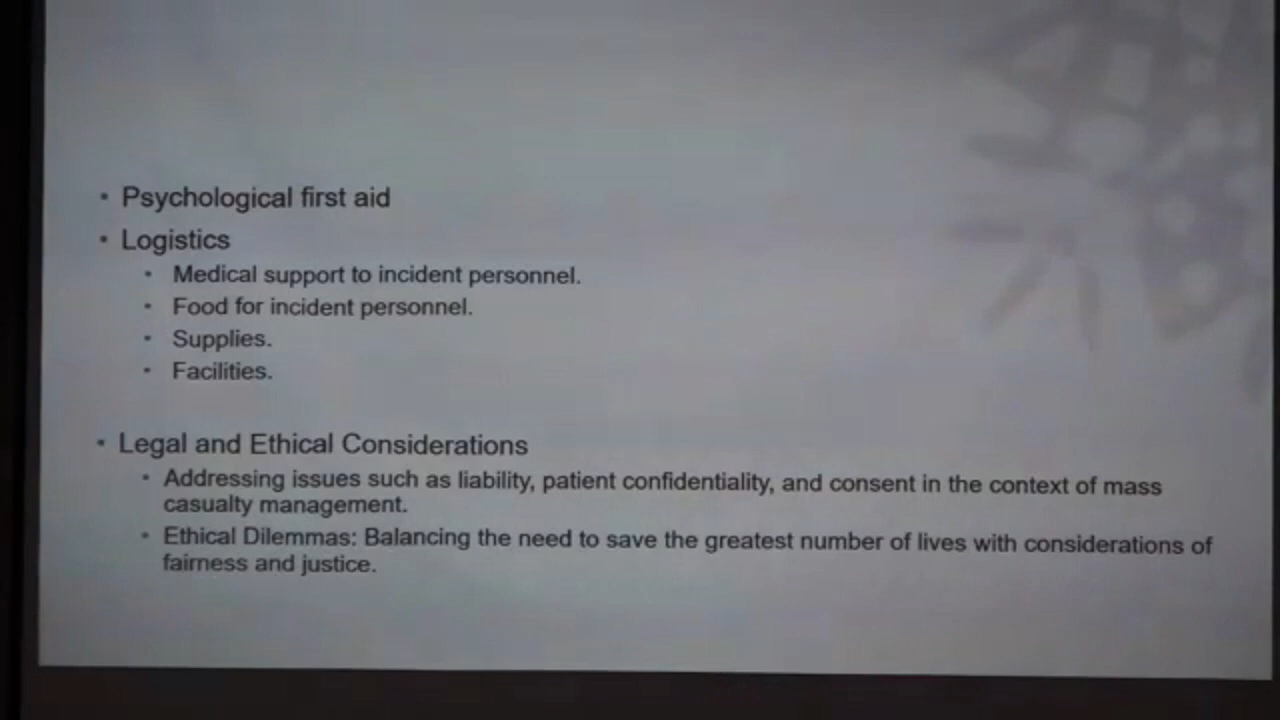 • Psychological first aid
• Logistics
• Medical support to incident personnel.
• Food for incident personnel.
• Supplies.
• Facilities.
• Legal and Ethical Considerations
• Addressing issues such as liability, patient confidentiality, and consent in the context of mass
casualty management.
• Ethical Dilemmas: Balancing the need to save the greatest number of lives with considerations of
fairness and justice.